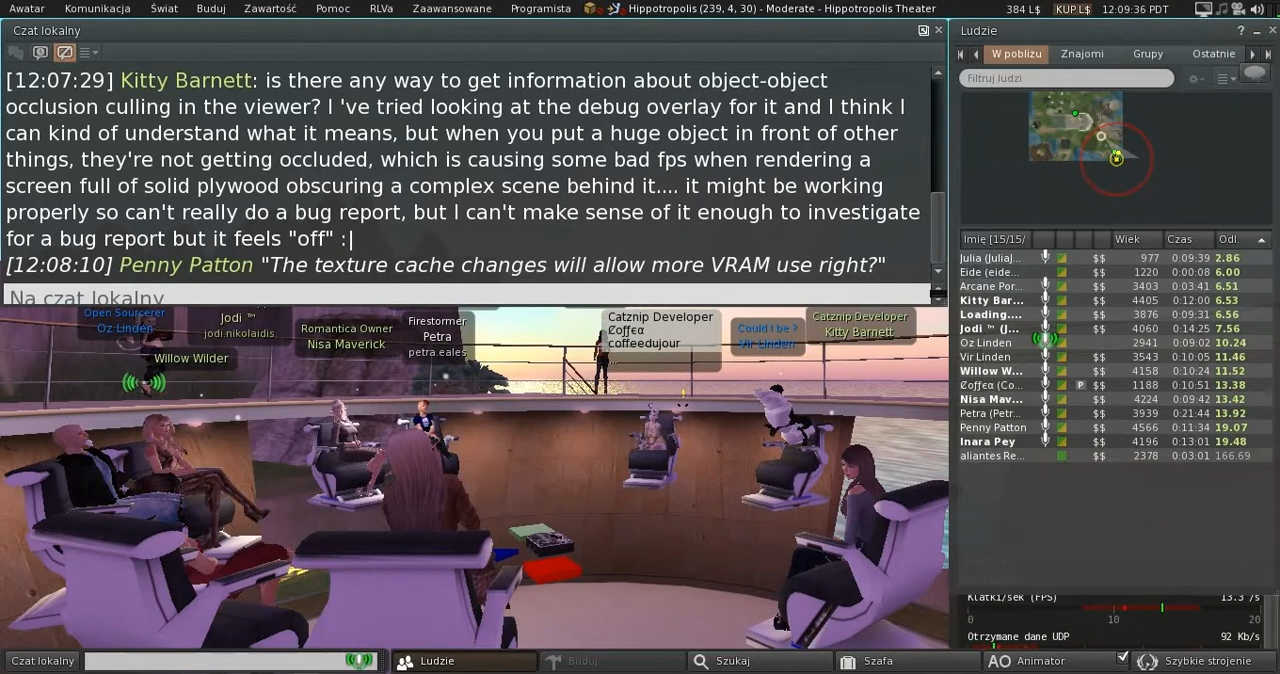 Awatar Komunikacja Świat Buduj Zawartość Pomoc RLVa Zaawansowane Programista Hippotropolis (239, 4, 30) - Moderate - Hippotropolis Theater 384 L$ KUP L$ 12:09:36 PDT
Czat lokalny
[12:07:29] Kitty Barnett: is there any way to get information about object-object
occlusion culling in the viewer? I 've tried looking at the debug overlay for it and I think I
can kind of understand what it means, but when you put a huge object in front of other
things, they're not getting occluded, which is causing some bad fps when rendering a
screen full of solid plywood obscuring a complex scene behind it.... it might be working
properly so can't really do a bug report, but I can't make sense of it enough to investigate
for a bug report but it feels "off" :|
[12:08:10] Penny Patton "The texture cache changes will allow more VRAM use right?"
Na czat lokalny
Open Sourcerer
Oz Linden
Jodi ™
jodi.nikolaidis
Willow Wilder
Romantica Owner
Nisa Maverick
Firestormer
Petra
petra.eales
Catznip Developer
Ȼoffeα
coffeedujour
...
Could I be ?
Vir Linden
Catznip Developer
Kitty Barnett
Ludzie
? _ ×
W pobliżu Znajomi Grupy Ostatnie
Filtruj ludzi
Imię [15/15/ Wiek Czas Odl.
Julia (JuliaJ... 977 0:09:39 2.86
Eide (eide... 1220 0:00:08 6.00
Arcane Por... 3403 0:03:41 6.51
Kitty Bar... $$ 4405 0:12:00 6.53
Loading.... $$ 3876 0:09:31 6.56
Jodi ™ (J... $$ 4060 0:14:25 7.56
Oz Linden 2941 0:09:02 10.24
Vir Linden $$ 3543 0:10:05 11.46
Willow W... $$ 4158 0:10:24 11.52
Ȼoffeα (Co... P $$ 1188 0:10:51 13.38
Nisa Mav... $$ 4224 0:09:42 13.42
Petra (Petr... $$ 3939 0:21:44 13.92
Penny Patton $$ 4566 0:11:34 19.07
Inara Pey $$ 4196 0:13:01 19.48
aliantes Re... $$ 2378 0:03:01 166.69
Klatki/sek (FPS) 13.3 /s
0 10 20
Otrzymane dane UDP 92 Kb/s
Czat lokalny Ludzie Buduj Szukaj Szafa AO Animator Szybkie strojenie